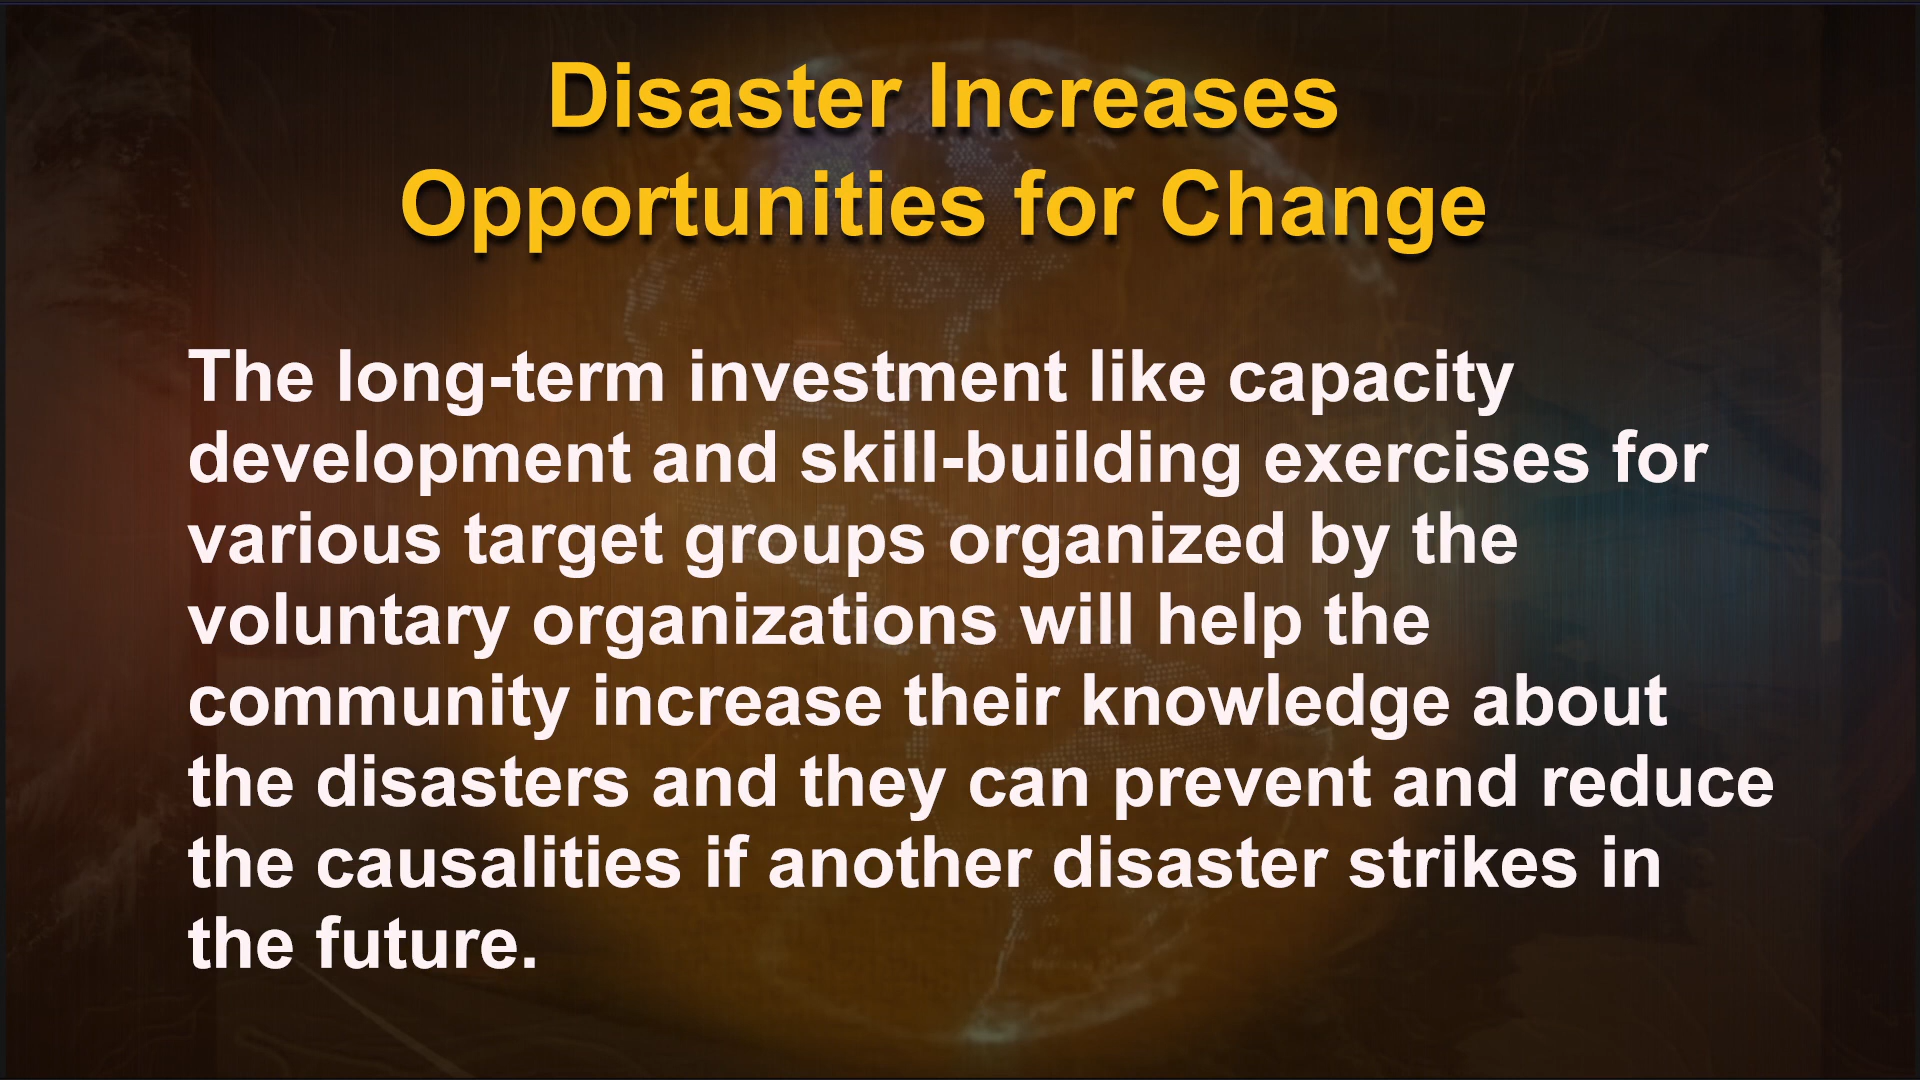 Disaster Increases
Opportunities for Change
The long-term investment like capacity
development and skill-building exercises for
various target groups organized by the
voluntary organizations will help the
community increase their knowledge about
the disasters and they can prevent and reduce
the causalities if another disaster strikes in
the future.